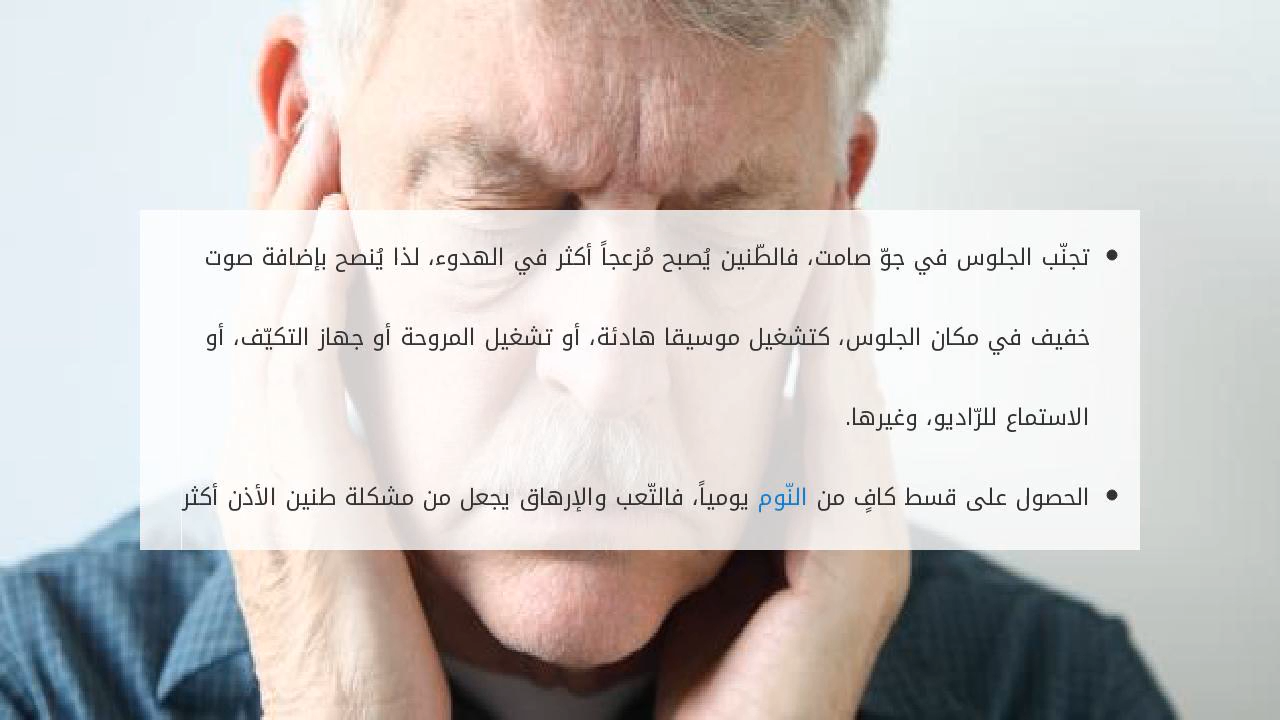 • تجنّب الجلوس في جوّ صامت، فالطّنين يُصبح مُزعجاً أكثر في الهدوء، لذا يُنصح بإضافة صوت
خفيف في مكان الجلوس، كتشغيل موسيقا هادئة، أو تشغيل المروحة أو جهاز التكيّف، أو
الاستماع للرّاديو، وغيرها.
• الحصول على قسط كافٍ من النّوم يومياً، فالتّعب والإرهاق يجعل من مشكلة طنين الأذن أكثر